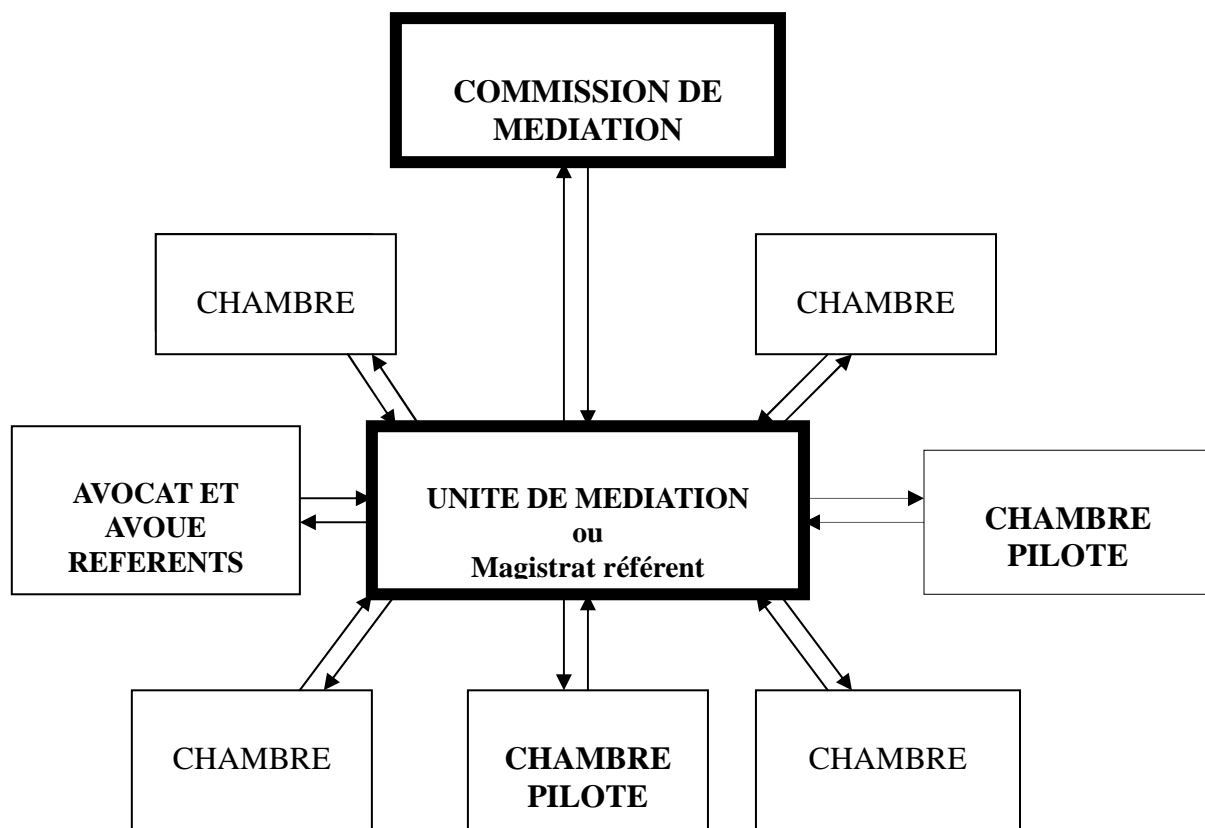 COMMISSION DE
MEDIATION
CHAMBRE
CHAMBRE
AVOCAT ET
AVOUE
REFERENTS
UNITE DE MEDIATION
ou
Magistrat référent
CHAMBRE
PILOTE
CHAMBRE
CHAMBRE
PILOTE
CHAMBRE